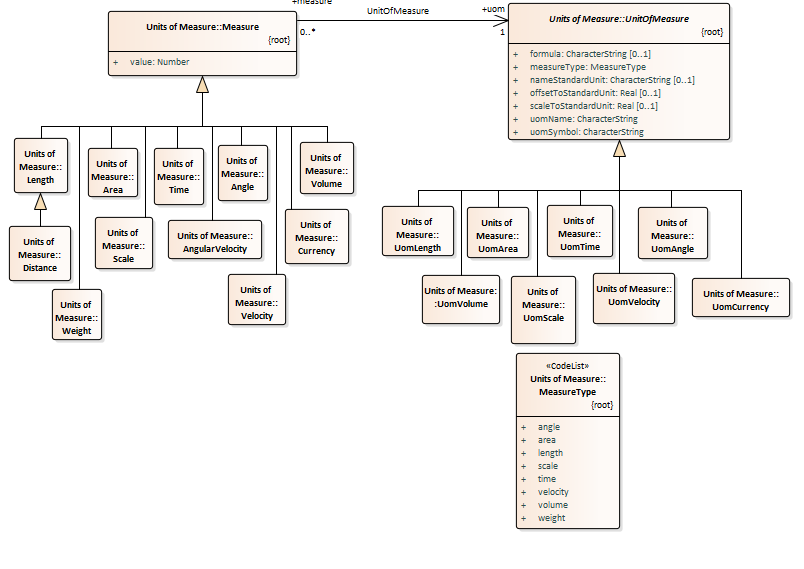 +measure
UnitOfMeasure
+uom
0..*
1
Units of Measure::Measure
{root}
+ value: Number
Units of Measure::UnitOfMeasure
{root}
+ formula: CharacterString [0..1]
+ measureType: MeasureType
+ nameStandardUnit: CharacterString [0..1]
+ offsetToStandardUnit: Real [0..1]
+ scaleToStandardUnit: Real [0..1]
+ uomName: CharacterString
+ uomSymbol: CharacterString
Units of
Measure::
Length
Units of
Measure::
Area
Units of
Measure::
Time
Units of
Measure::
Angle
Units of
Measure::
Volume
Units of
Measure::
Distance
Units of
Measure::
Scale
Units of Measure::
AngularVelocity
Units of
Measure::
Currency
Units of
Measure::
Weight
Units of
Measure::
Velocity
Units of
Measure::
UomLength
Units of
Measure::
UomArea
Units of
Measure::
UomTime
Units of
Measure::
UomAngle
Units of Measure:
:UomVolume
Units of
Measure::
UomScale
Units of Measure::
UomVelocity
Units of Measure::
UomCurrency
«CodeList»
Units of Measure::
MeasureType
{root}
+ angle
+ area
+ length
+ scale
+ time
+ velocity
+ volume
+ weight